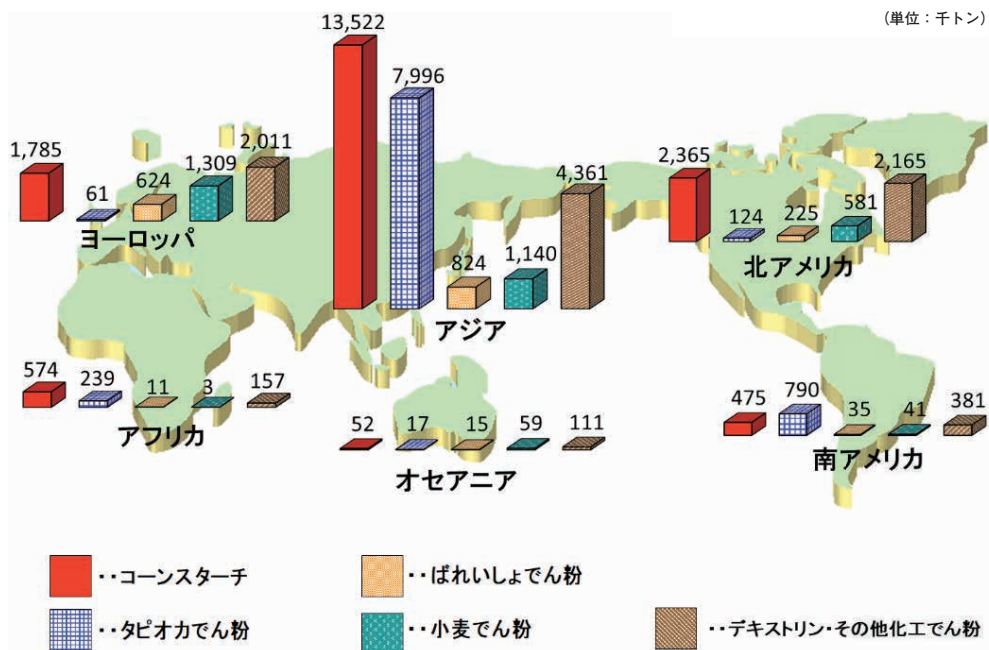 (単位：千トン)
13,522
7,996
824
1,140
4,361
アジア
1,785
61
624
1,309
2,011
ヨーロッパ
2,365
124
225
581
2,165
北アメリカ
574
239
11
3
157
アフリカ
52
17
15
59
111
オセアニア
475
790
35
41
381
南アメリカ
・・コーンスターチ
・・ばれいしょでん粉
・・タピオカでん粉
・・小麦でん粉
・・デキストリン・その他化工でん粉